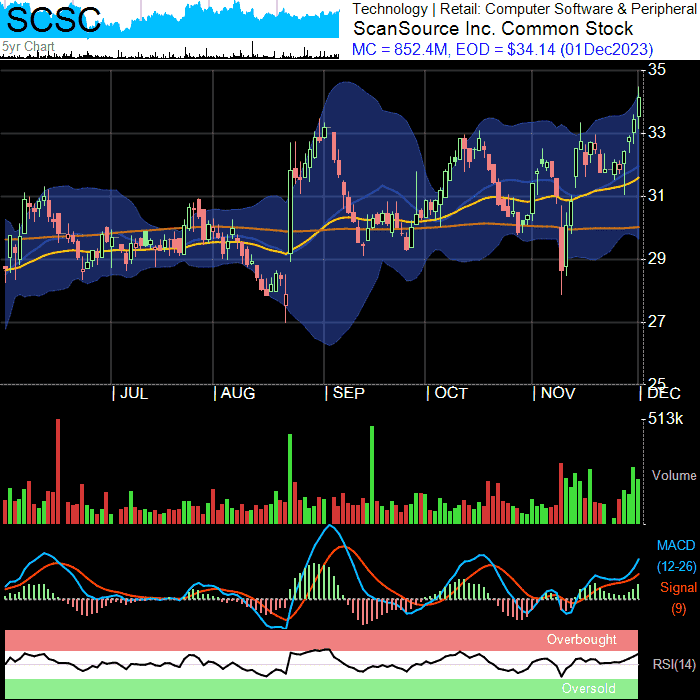 SCSC
5yr Chart
Technology | Retail: Computer Software & Peripheral
ScanSource Inc. Common Stock
MC = 852.4M, EOD = $34.14 (01Dec2023)
35
33
31
29
27
25
| JUL | AUG | SEP | OCT | NOV | DEC
513k
Volume
MACD
(12-26)
Signal
(9)
Overbought
RSI(14)
Oversold